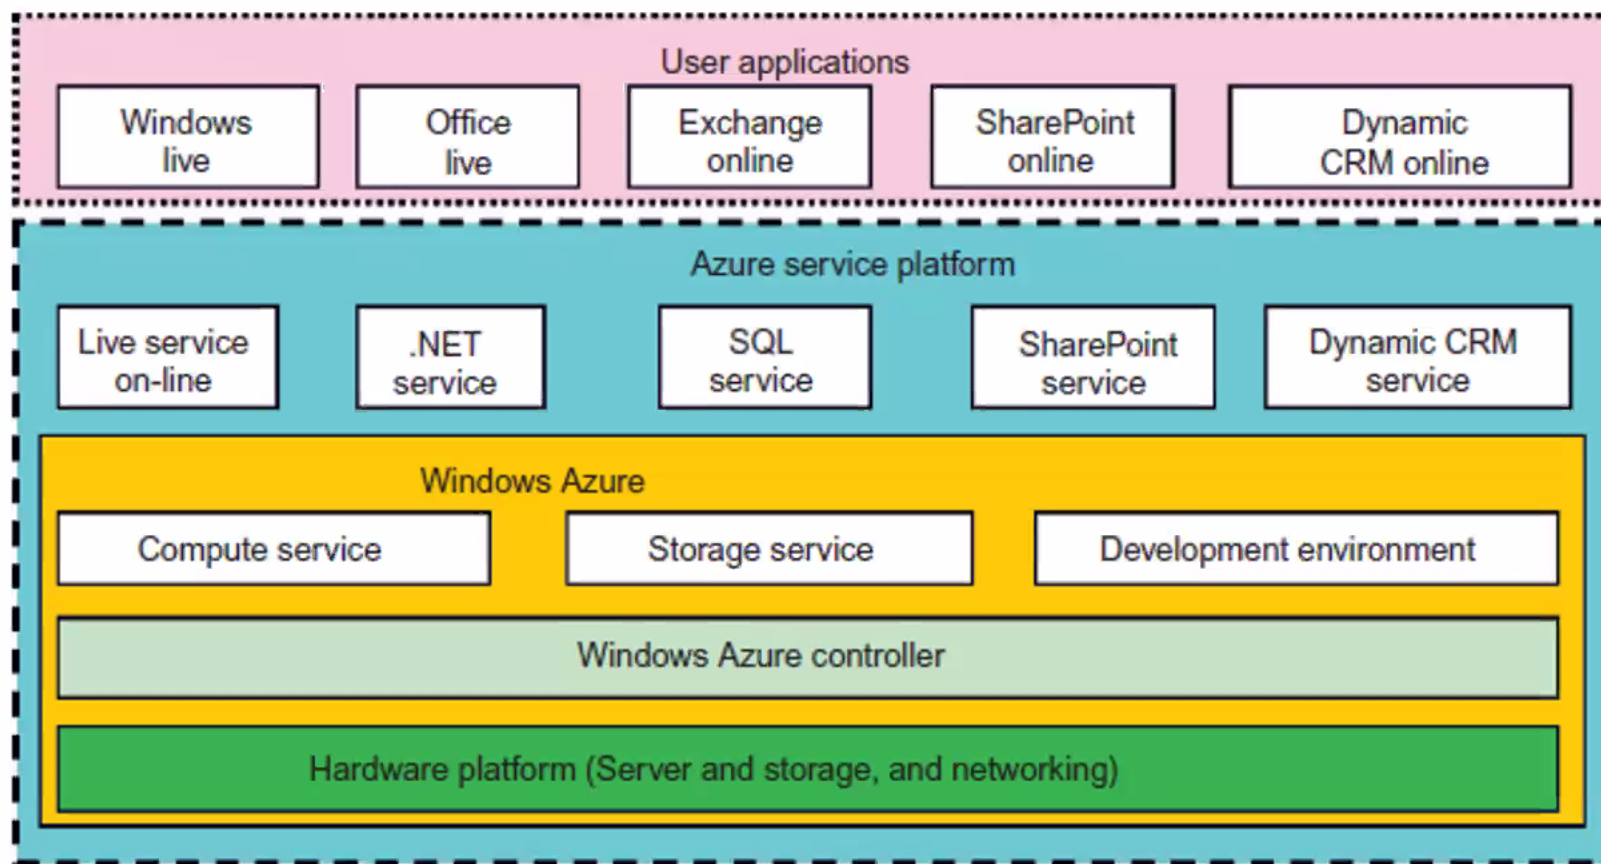 User applications
Windows
live
Office
live
Exchange
online
SharePoint
online
Dynamic
CRM online
Azure service platform
Live service
on-line
.NET
service
SQL
service
SharePoint
service
Dynamic CRM
service
Windows Azure
Compute service
Storage service
Development environment
Windows Azure controller
Hardware platform (Server and storage, and networking)